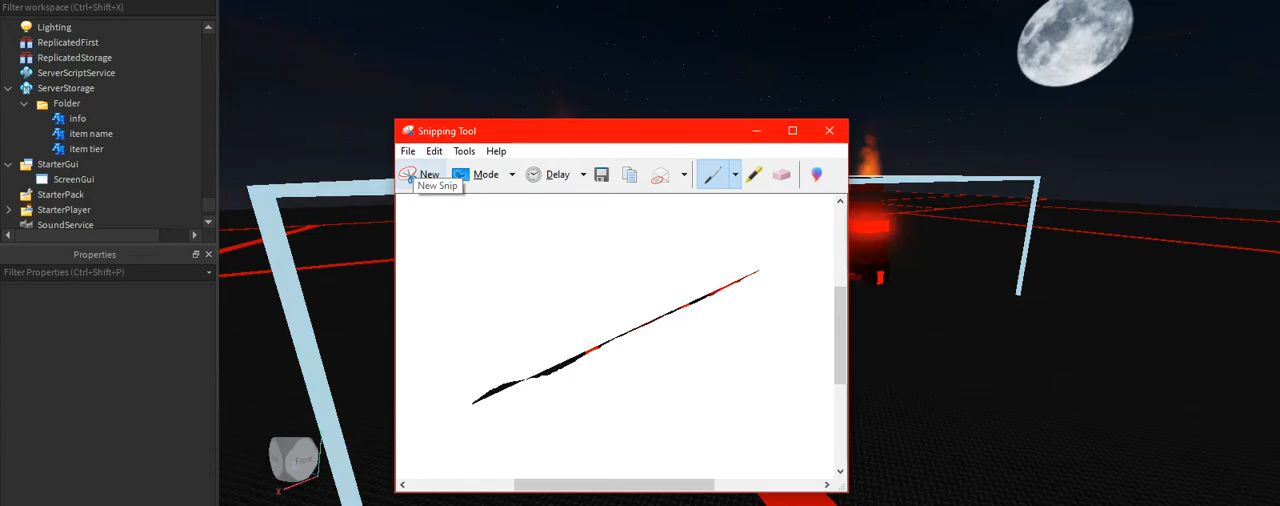 Filter workspace (Ctrl+Shift+X)
Lighting
ReplicatedFirst
ReplicatedStorage
ServerScriptService
ServerStorage
Folder
info
item name
item tier
StarterGui
ScreenGui
StarterPack
StarterPlayer
SoundService
Properties
Filter Properties (Ctrl+Shift+P)
Snipping Tool
File Edit Tools Help
New Mode Delay
New Snip
Front
X